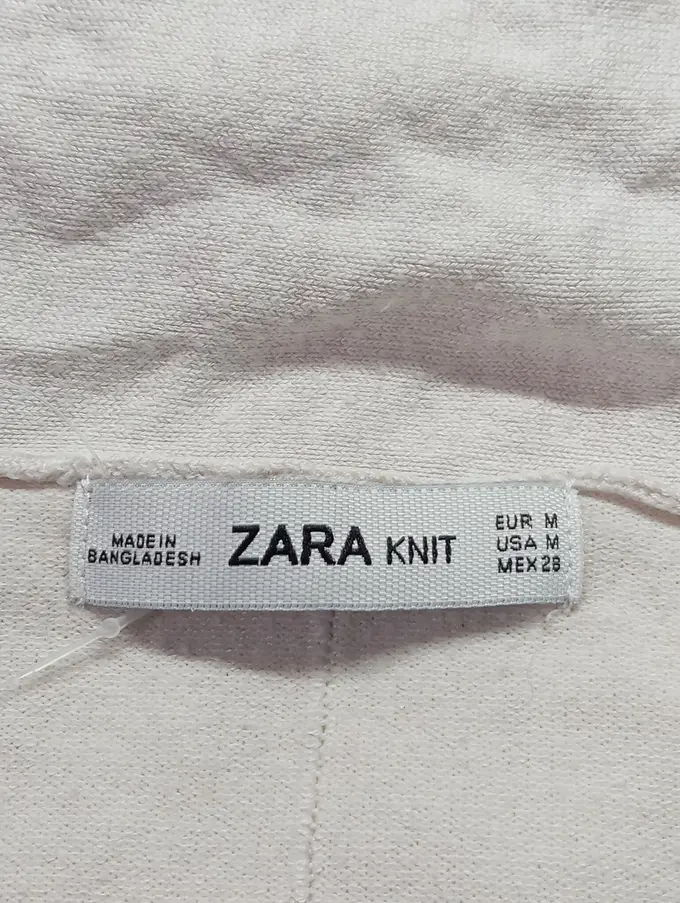 MADE IN
BANGLADESH
ZARA KNIT
EUR M
USA M
MEX 28